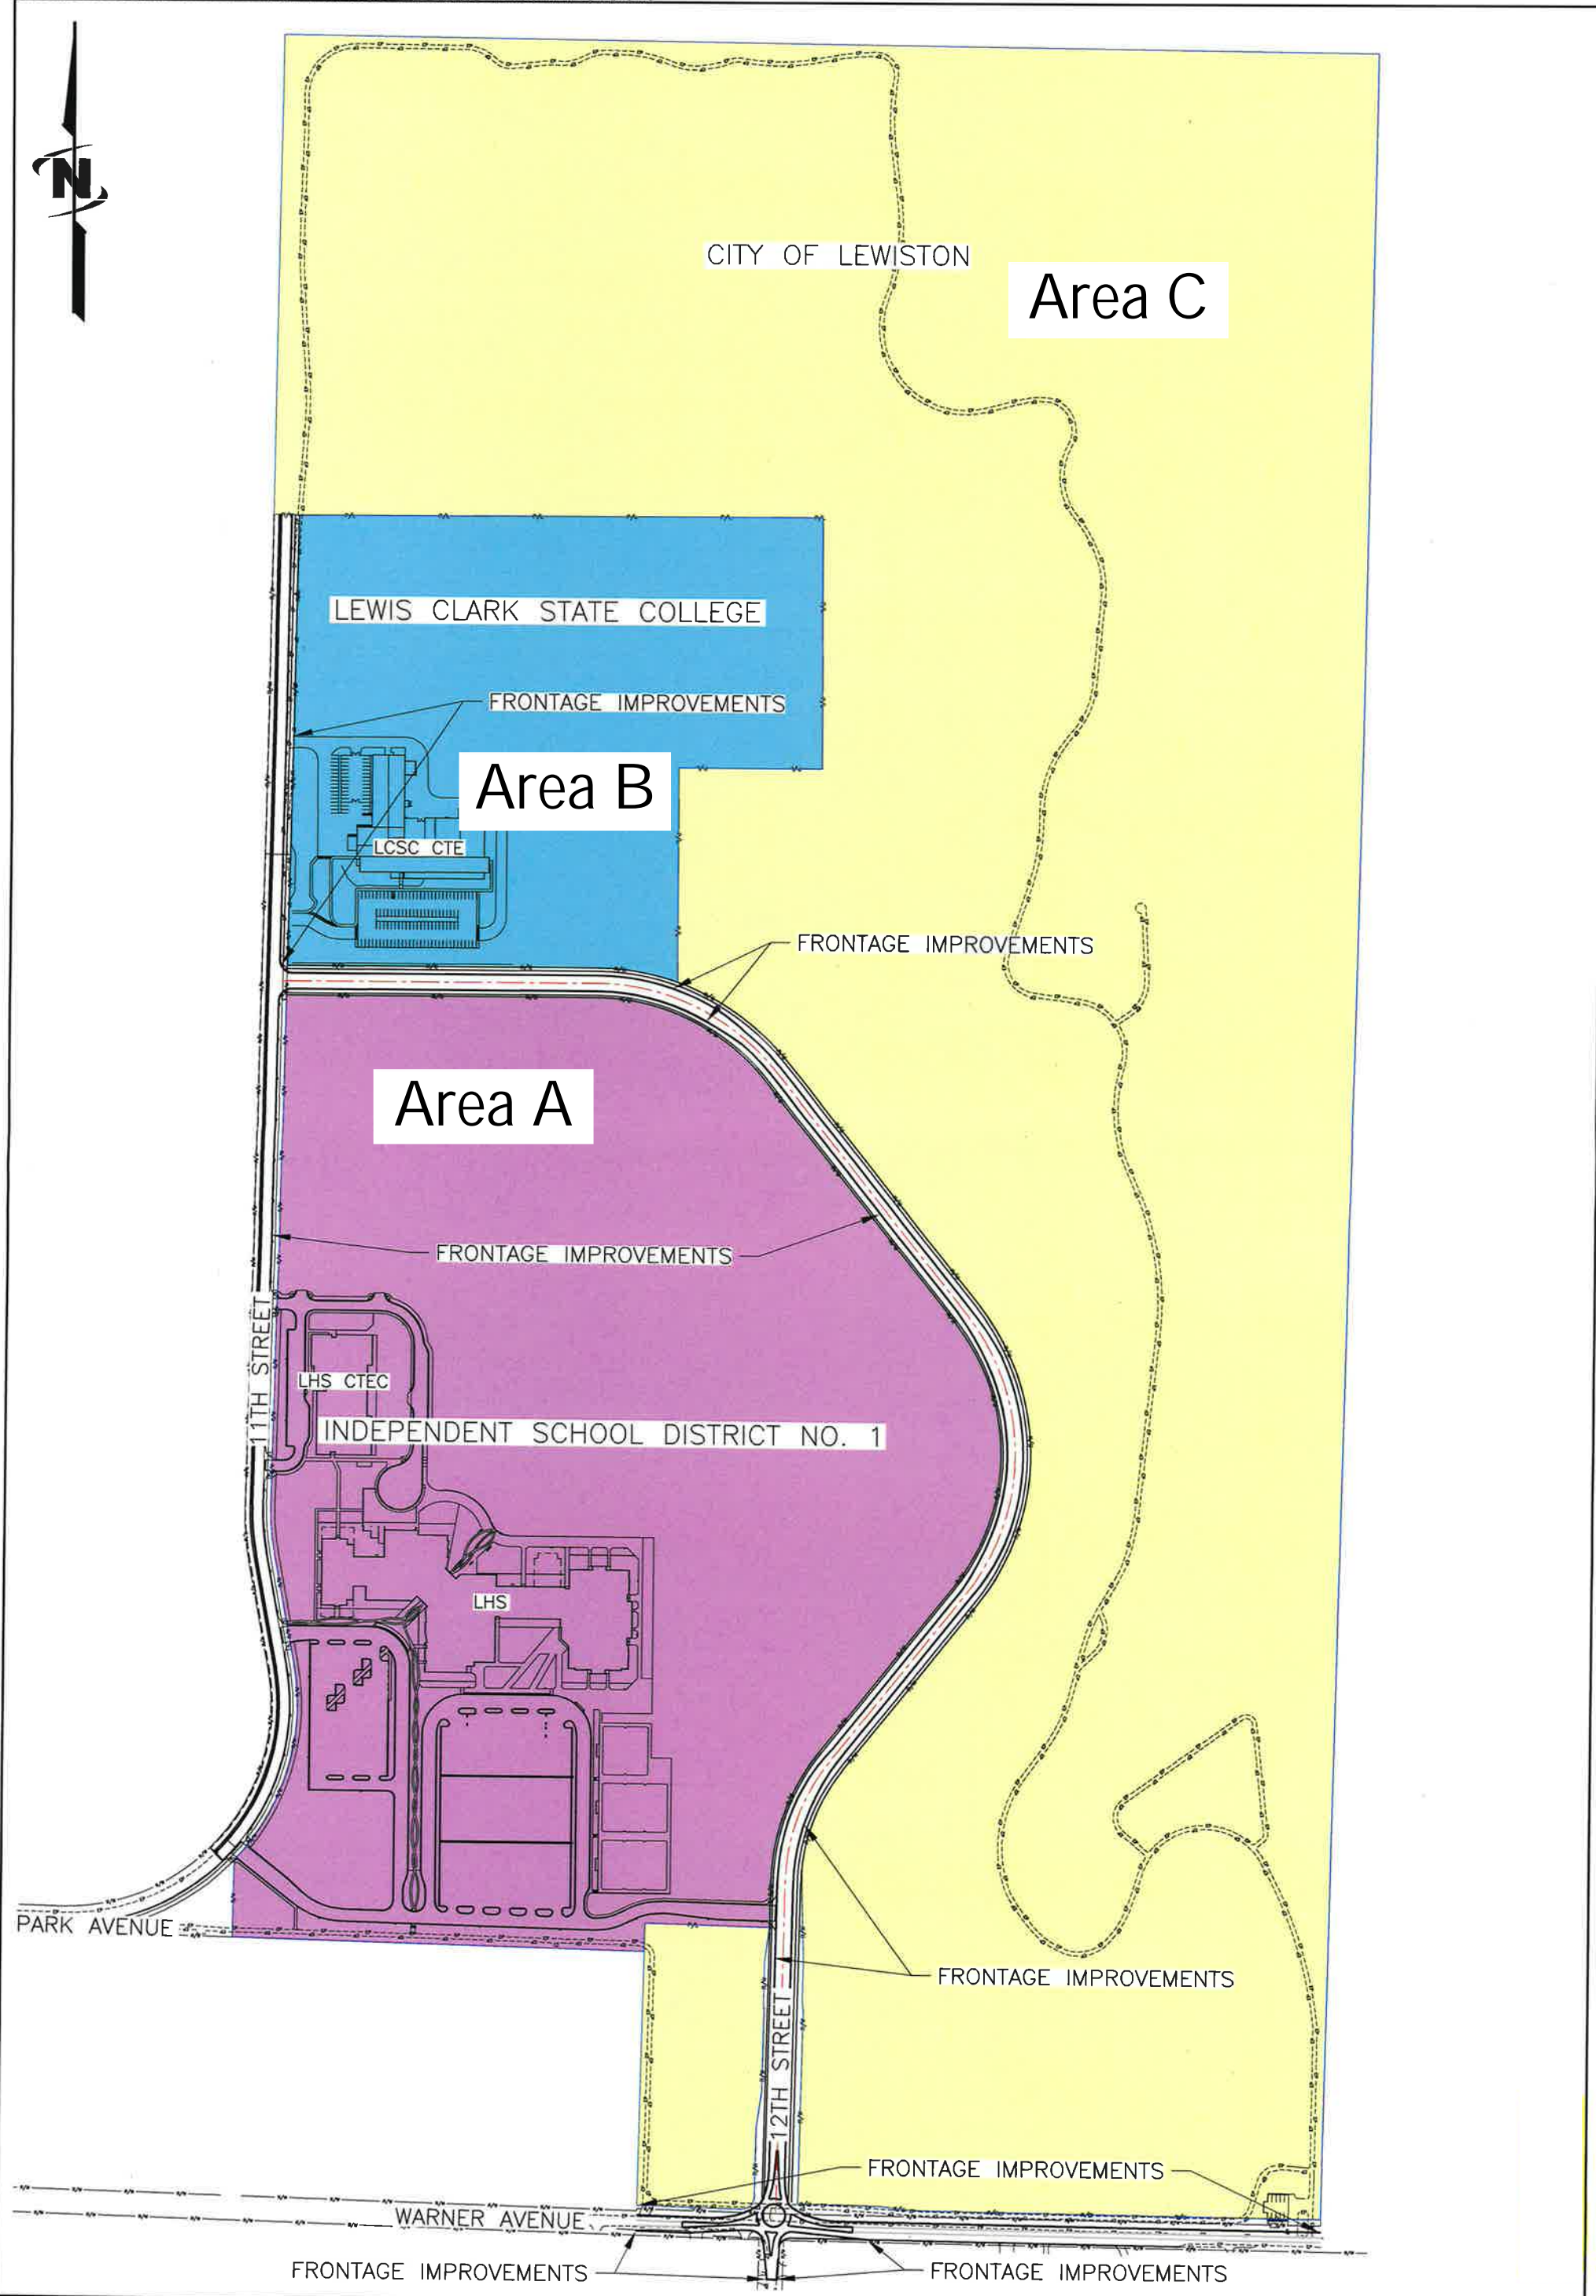 N
CITY OF LEWISTON
Area C
LEWIS CLARK STATE COLLEGE
FRONTAGE IMPROVEMENTS
Area B
LCSC CTE
FRONTAGE IMPROVEMENTS
Area A
FRONTAGE IMPROVEMENTS
11TH STREET
LHS CTEC
INDEPENDENT SCHOOL DISTRICT NO. 1
LHS
PARK AVENUE
FRONTAGE IMPROVEMENTS
12TH STREET
FRONTAGE IMPROVEMENTS
WARNER AVENUE
FRONTAGE IMPROVEMENTS
FRONTAGE IMPROVEMENTS